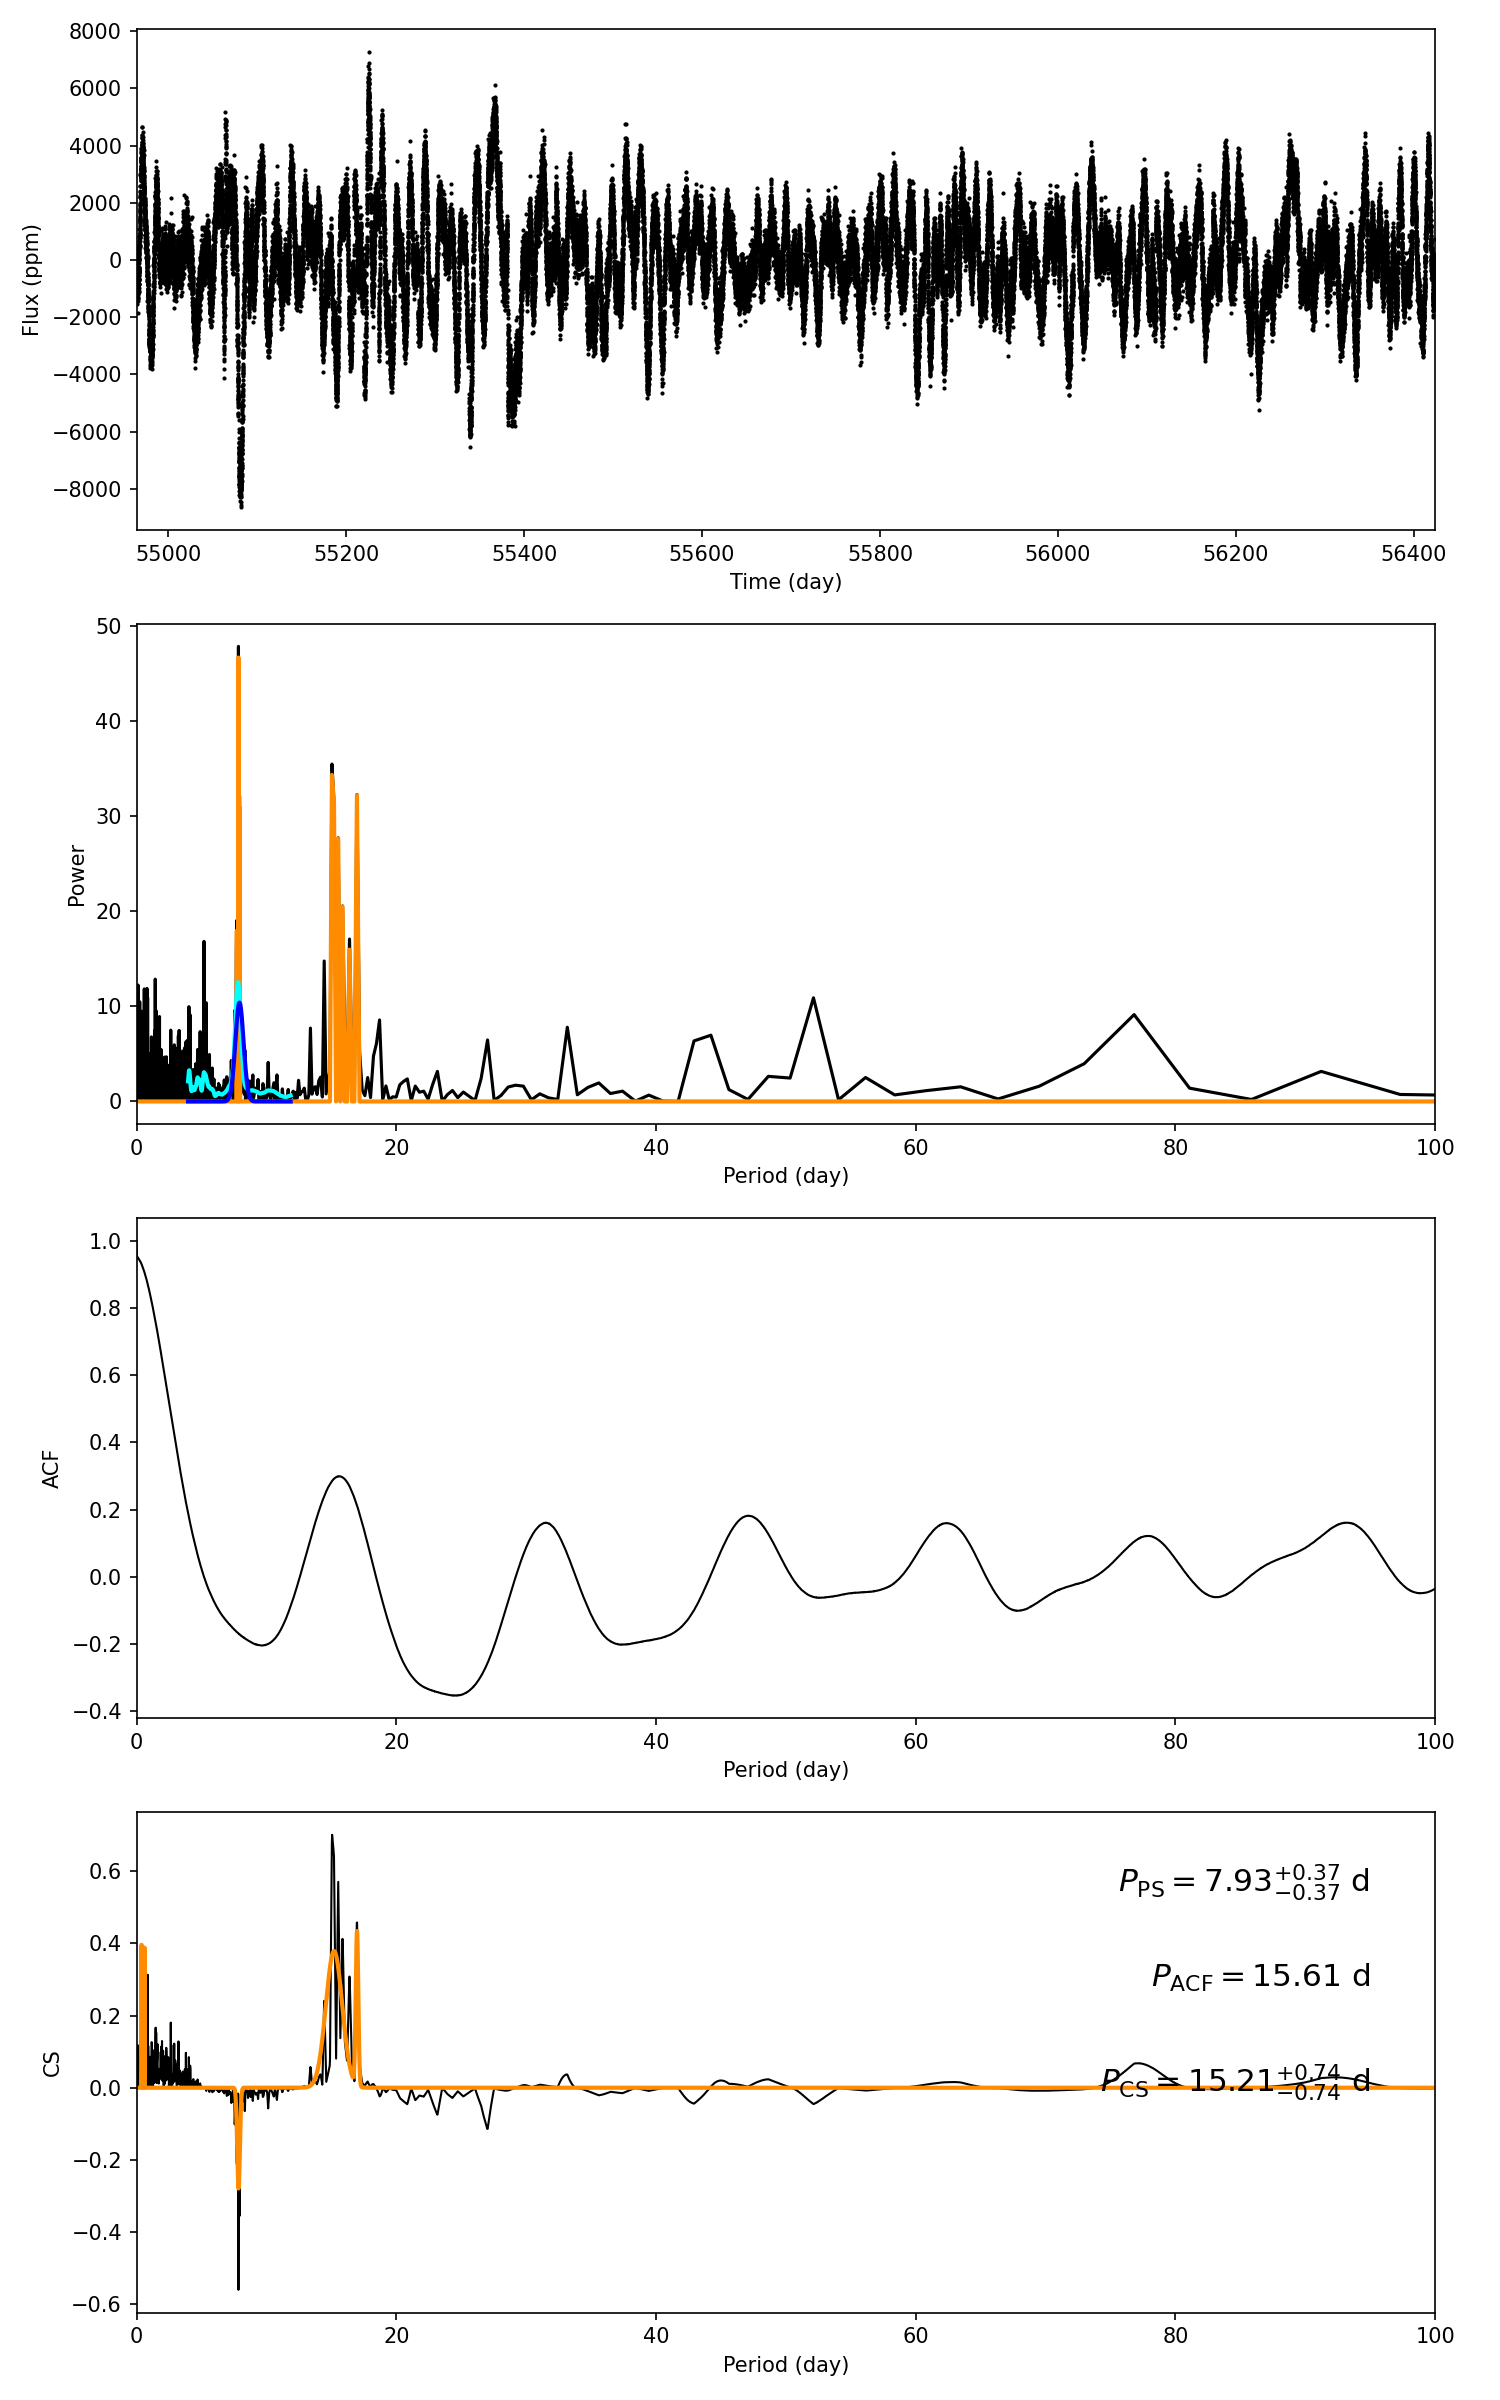 8000
6000
4000
2000
0
−2000
−4000
−6000
−8000
Flux (ppm)
55000 55200 55400 55600 55800 56000 56200 56400
Time (day)
50
40
30
20
10
0
Power
0 20 40 60 80 100
Period (day)
1.0
0.8
0.6
0.4
0.2
0.0
−0.2
−0.4
ACF
0 20 40 60 80 100
Period (day)
0.6
0.4
0.2
0.0
−0.2
−0.4
−0.6
CS
P_PS = 7.93 +0.37 −0.37 d
P_ACF = 15.61 d
P_CS = 15.21 +0.74 −0.74 d
0 20 40 60 80 100
Period (day)